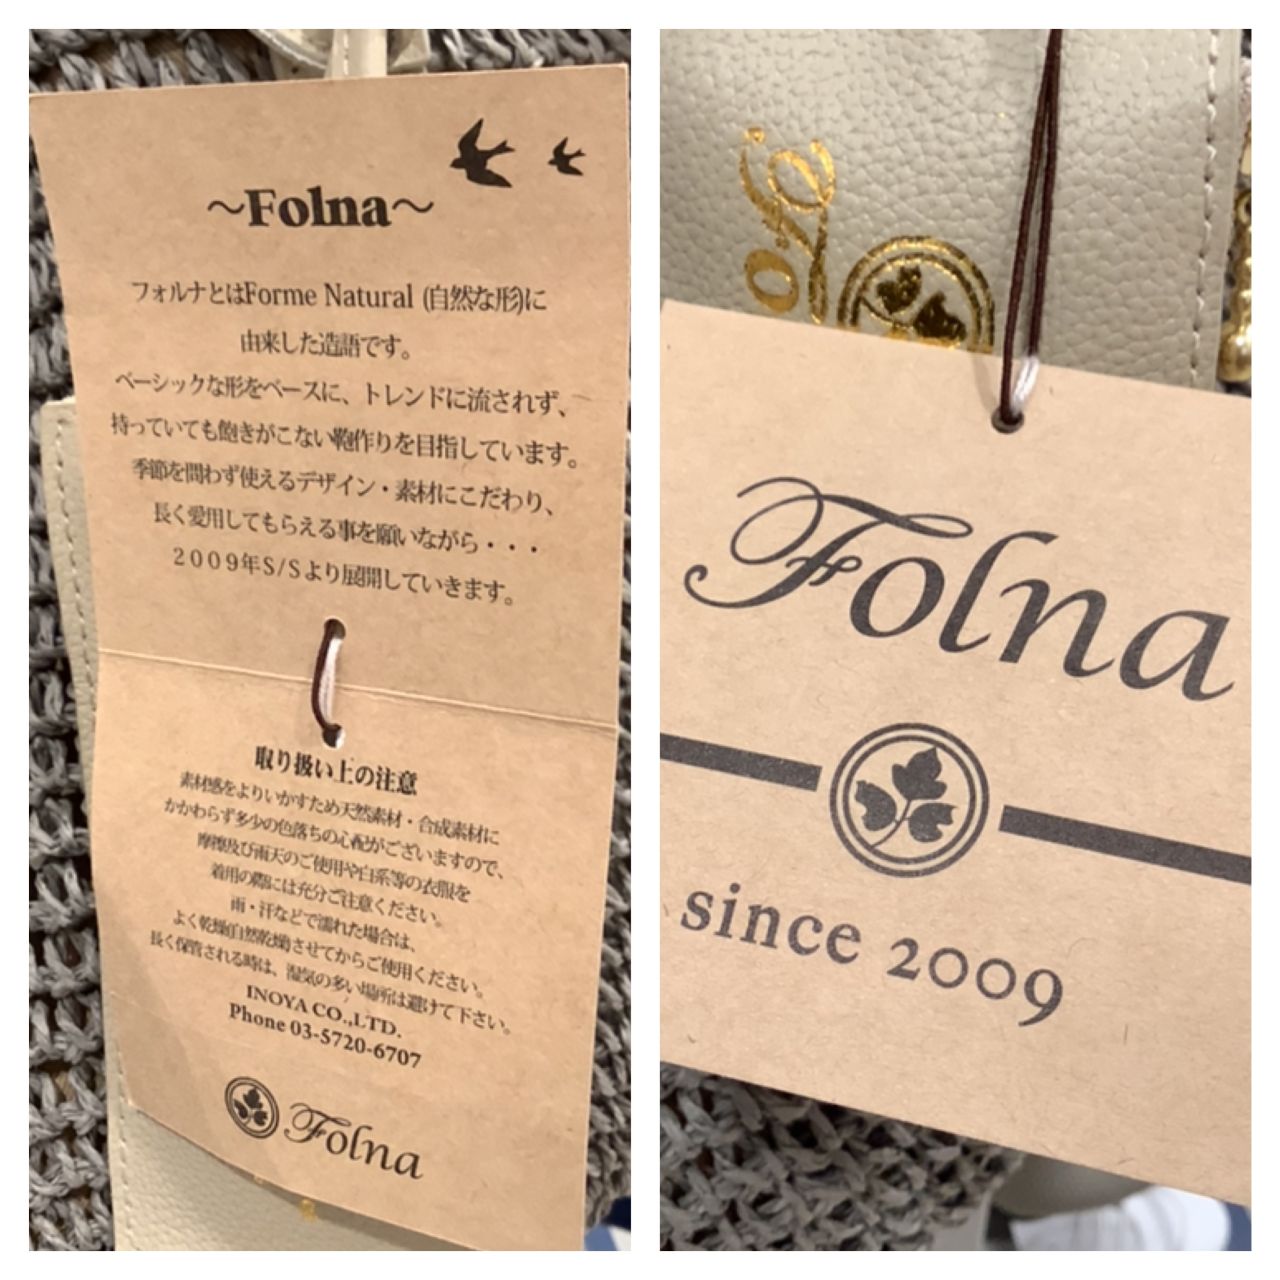 ~Folna~
フォルナとはForme Natural (自然な形)に
由来した造語です。
ベーシックな形をベースに、トレンドに流されず、
持っていても飽きがこない鞄作りを目指しています。
季節を問わず使えるデザイン・素材にこだわり、
長く愛用してもらえる事を願いながら・・・
2009年S/Sより展開していきます。
取り扱い上の注意
素材感をよりいかすため天然素材・合成素材に
かかわらず多少の色落ちの心配がございますので、
摩擦及び雨天のご使用や白系等の衣服を
着用の際には充分ご注意ください。
雨・汗などで濡れた場合は、
よく乾燥(自然乾燥)させてからご使用ください。
長く保管される時は、湿気の多い場所は避けて下さい。
INOYA CO.,LTD.
Phone 03-5720-6707
Folna
Folna
since 2009